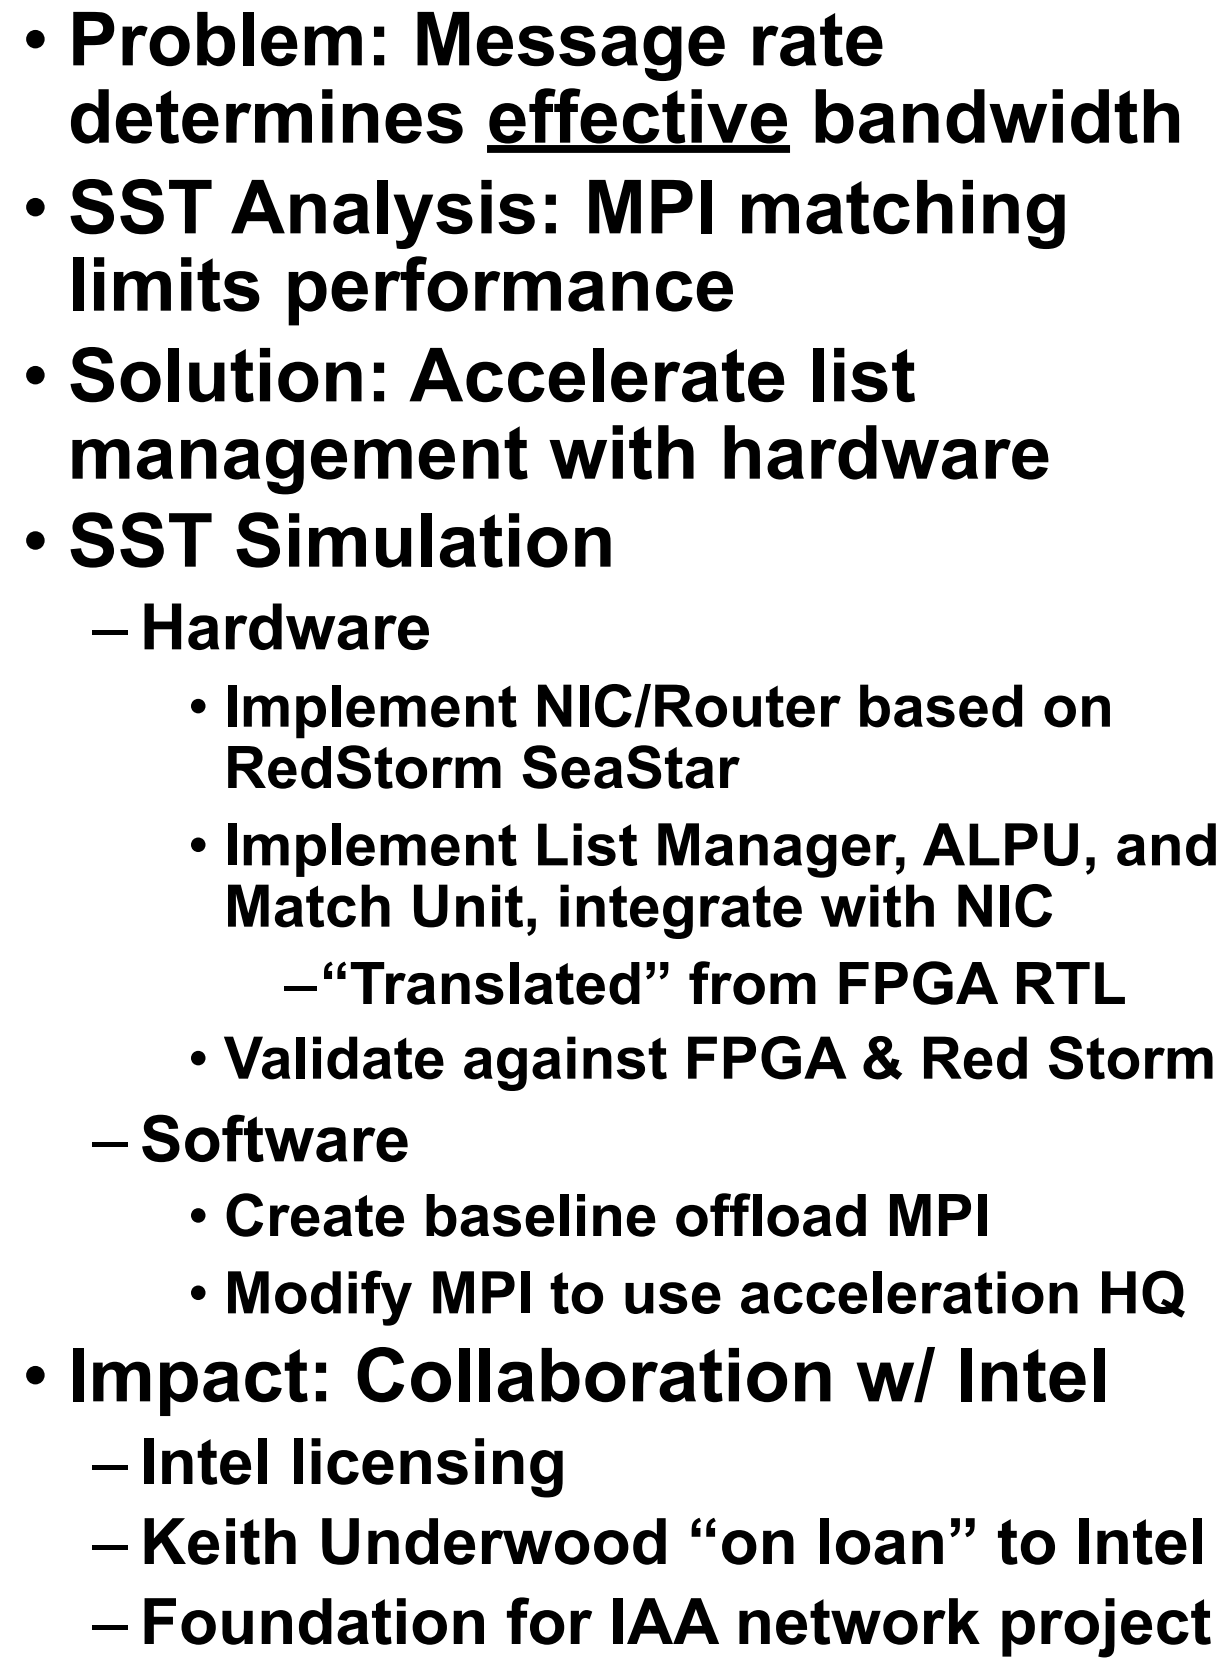 • Problem: Message rate
determines effective bandwidth
• SST Analysis: MPI matching
limits performance
• Solution: Accelerate list
management with hardware
• SST Simulation
– Hardware
• Implement NIC/Router based on
RedStorm SeaStar
• Implement List Manager, ALPU, and
Match Unit, integrate with NIC
–“Translated” from FPGA RTL
• Validate against FPGA & Red Storm
– Software
• Create baseline offload MPI
• Modify MPI to use acceleration HQ
• Impact: Collaboration w/ Intel
– Intel licensing
– Keith Underwood “on loan” to Intel
– Foundation for IAA network project